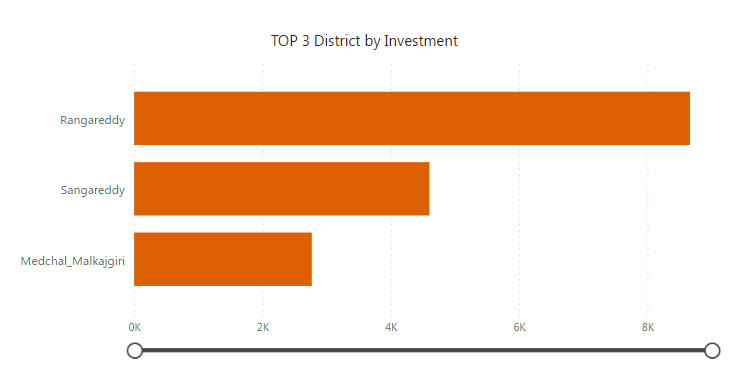 TOP 3 District by Investment
Rangareddy
Sangareddy
Medchal_Malkajgiri
0K 2K 4K 6K 8K